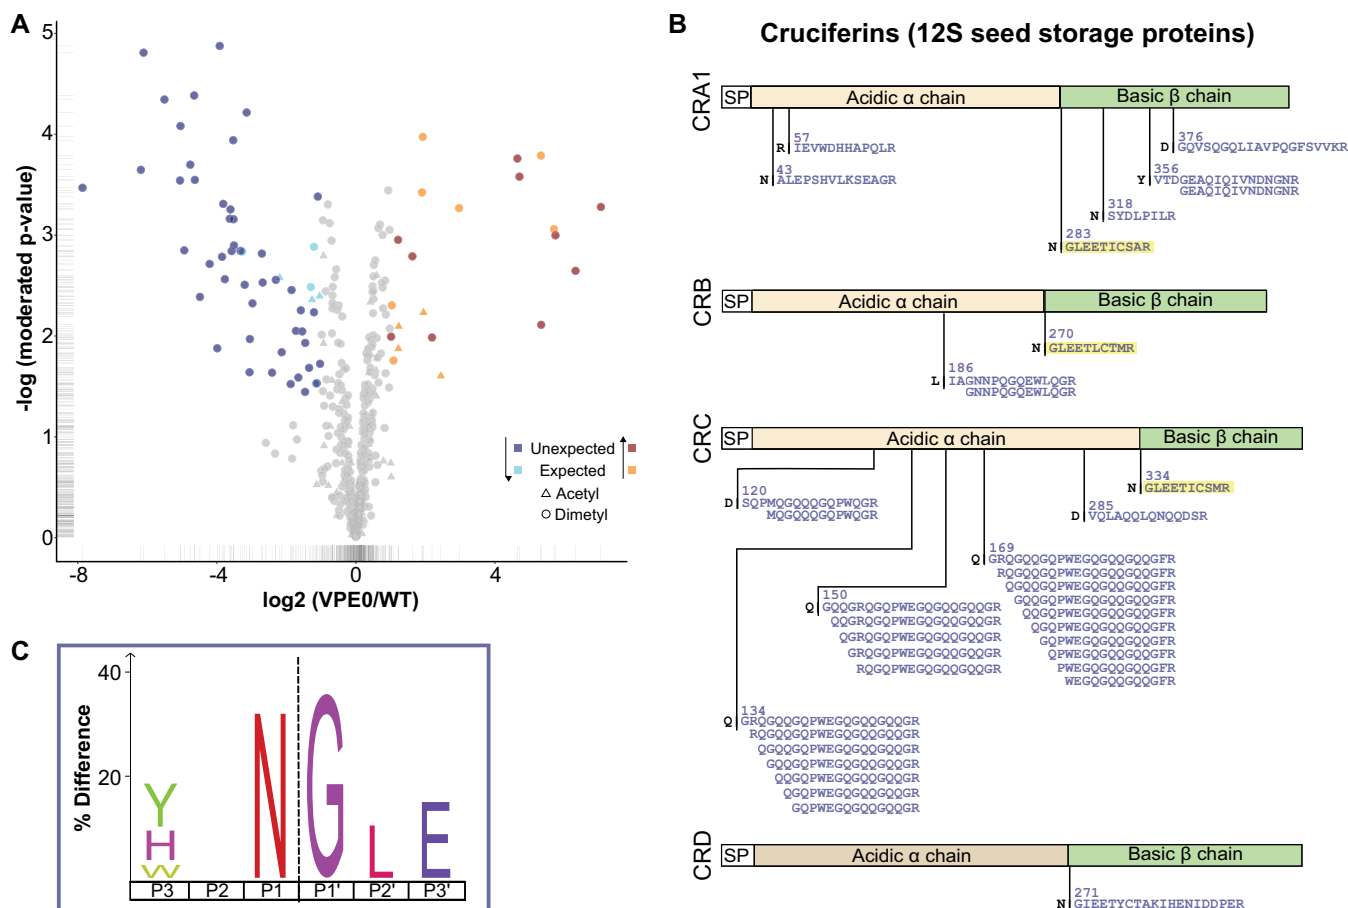 A
5
4
3
2
1
0
-log (moderated p-value)
-8
-4
0
4
log2 (VPE0/WT)
Unexpected
Expected
Acetyl
Dimetyl
B
Cruciferins (12S seed storage proteins)
CRA1
SP
Acidic α chain
Basic β chain
57
R IEVWDHHAPQLR
43
N ALEPSHVLKSEAGR
376
D GQVSQGQLIAVPQGFSVVKR
356
Y VTDGEAQIQIVNDNGNR
GEAQIQIVNDNGNR
318
N SYDLPILR
283
N GLEETICSAR
CRB
SP
Acidic α chain
Basic β chain
270
N GLEETLCTMR
186
L IAGNNPQGQEWLQGR
GNNPQGQEWLQGR
CRC
SP
Acidic α chain
Basic β chain
334
N GLEETICSMR
120
D SQPMQGQQQGQPWQGR
MQGQQQGQPWQGR
285
D VQLAQQLQNQQDSR
169
Q GRQGQQGQPWEGQGQQGQQGFR
RQGQQGQPWEGQGQQGQQGFR
QGQQGQPWEGQGQQGQQGFR
GQQGQPWEGQGQQGQQGFR
QQGQPWEGQGQQGQQGFR
QGQPWEGQGQQGQQGFR
GQPWEGQGQQGQQGFR
QPWEGQGQQGQQGFR
PWEGQGQQGQQGFR
WEGQGQQGQQGFR
150
Q GQQGRQGQPWEGQGQQGQQGR
QQGRQGQPWEGQGQQGQQGR
QGRQGQPWEGQGQQGQQGR
GRQGQPWEGQGQQGQQGR
RQGQPWEGQGQQGQQGR
134
Q GRQGQQGQPWEGQGQQGQQGR
RQGQQGQPWEGQGQQGQQGR
QGQQGQPWEGQGQQGQQGR
GQQGQPWEGQGQQGQQGR
QQGQPWEGQGQQGQQGR
QGQPWEGQGQQGQQGR
GQPWEGQGQQGQQGR
CRD
SP
Acidic α chain
Basic β chain
271
N GIEETYCTAKIHENIDDPER
C
% Difference
40
20
Y
H
W
N
G
L
E
P3 P2 P1 P1' P2' P3'